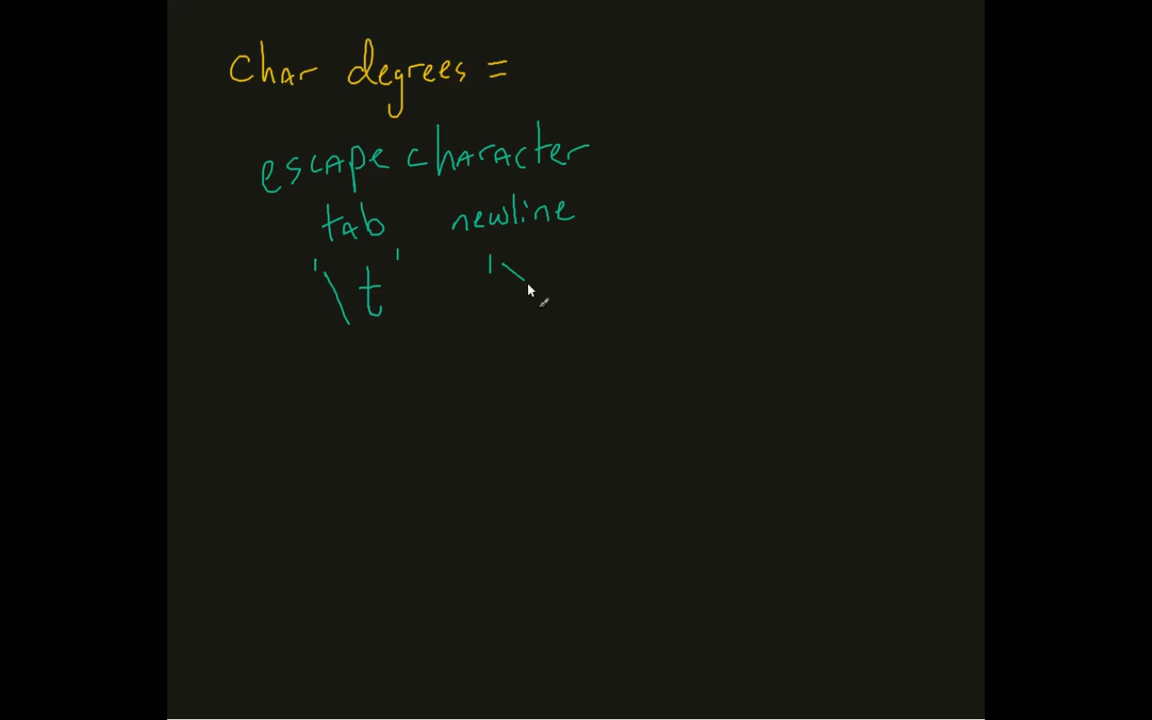 char degrees =
escape character
tab newline
'\t' '\